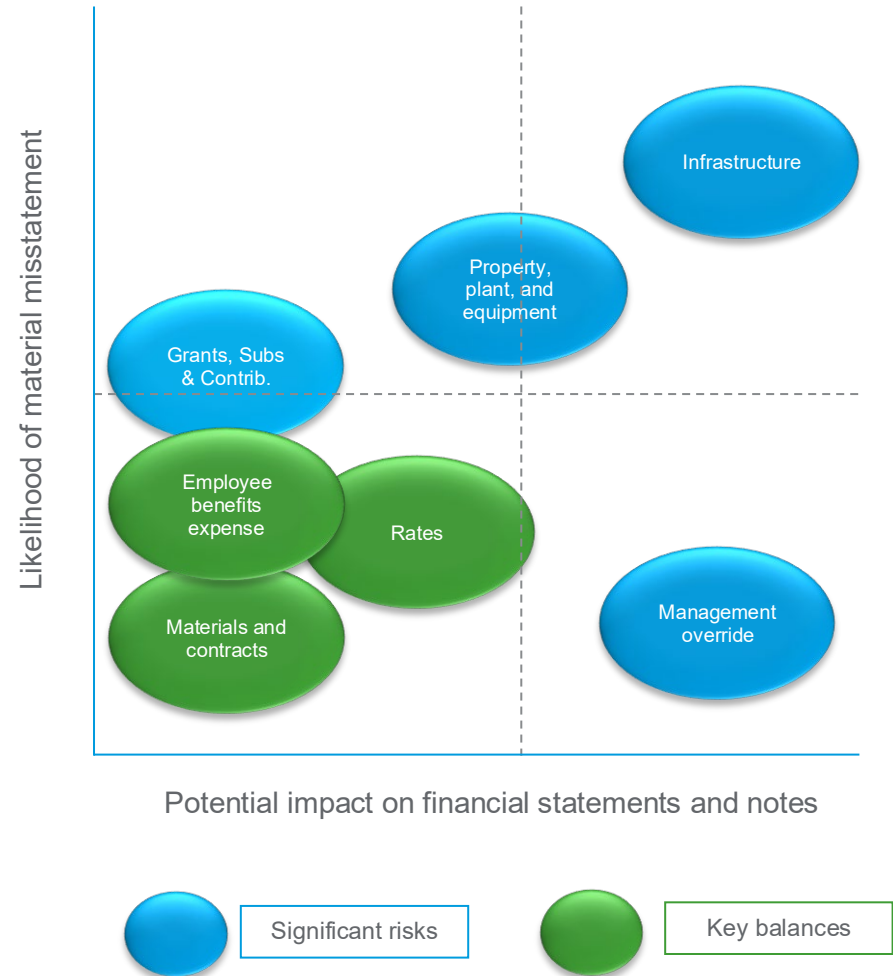 Likelihood of material misstatement
Infrastructure
Property,
plant, and
equipment
Grants, Subs
& Contrib.
Employee
benefits
expense
Rates
Materials and
contracts
Management
override
Potential impact on financial statements and notes
Significant risks
Key balances